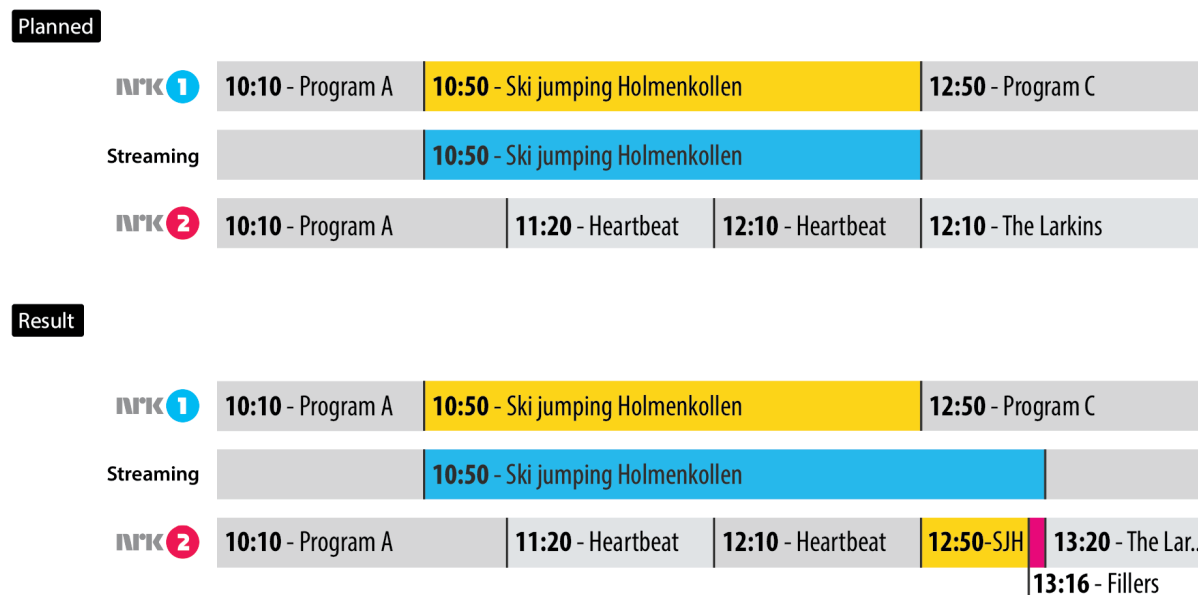 Planned
nrk 1 10:10 - Program A 10:50 - Ski jumping Holmenkollen 12:50 - Program C
Streaming 10:50 - Ski jumping Holmenkollen
nrk 2 10:10 - Program A 11:20 - Heartbeat 12:10 - Heartbeat 12:10 - The Larkins
Result
nrk 1 10:10 - Program A 10:50 - Ski jumping Holmenkollen 12:50 - Program C
Streaming 10:50 - Ski jumping Holmenkollen
nrk 2 10:10 - Program A 11:20 - Heartbeat 12:10 - Heartbeat 12:50-SJH 13:20 - The Lar..
13:16 - Fillers